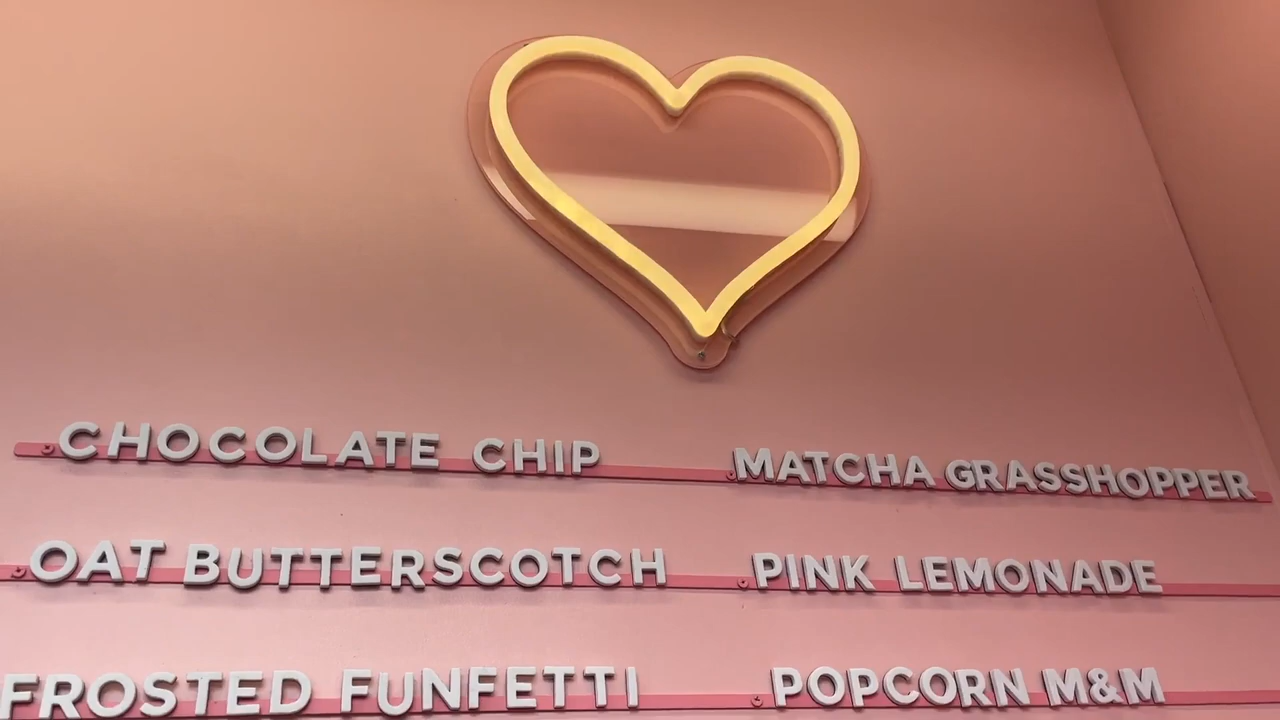 CHOCOLATE CHIP
MATCHA GRASSHOPPER
OAT BUTTERSCOTCH
PINK LEMONADE
FROSTED FUNFETTI
POPCORN M&M